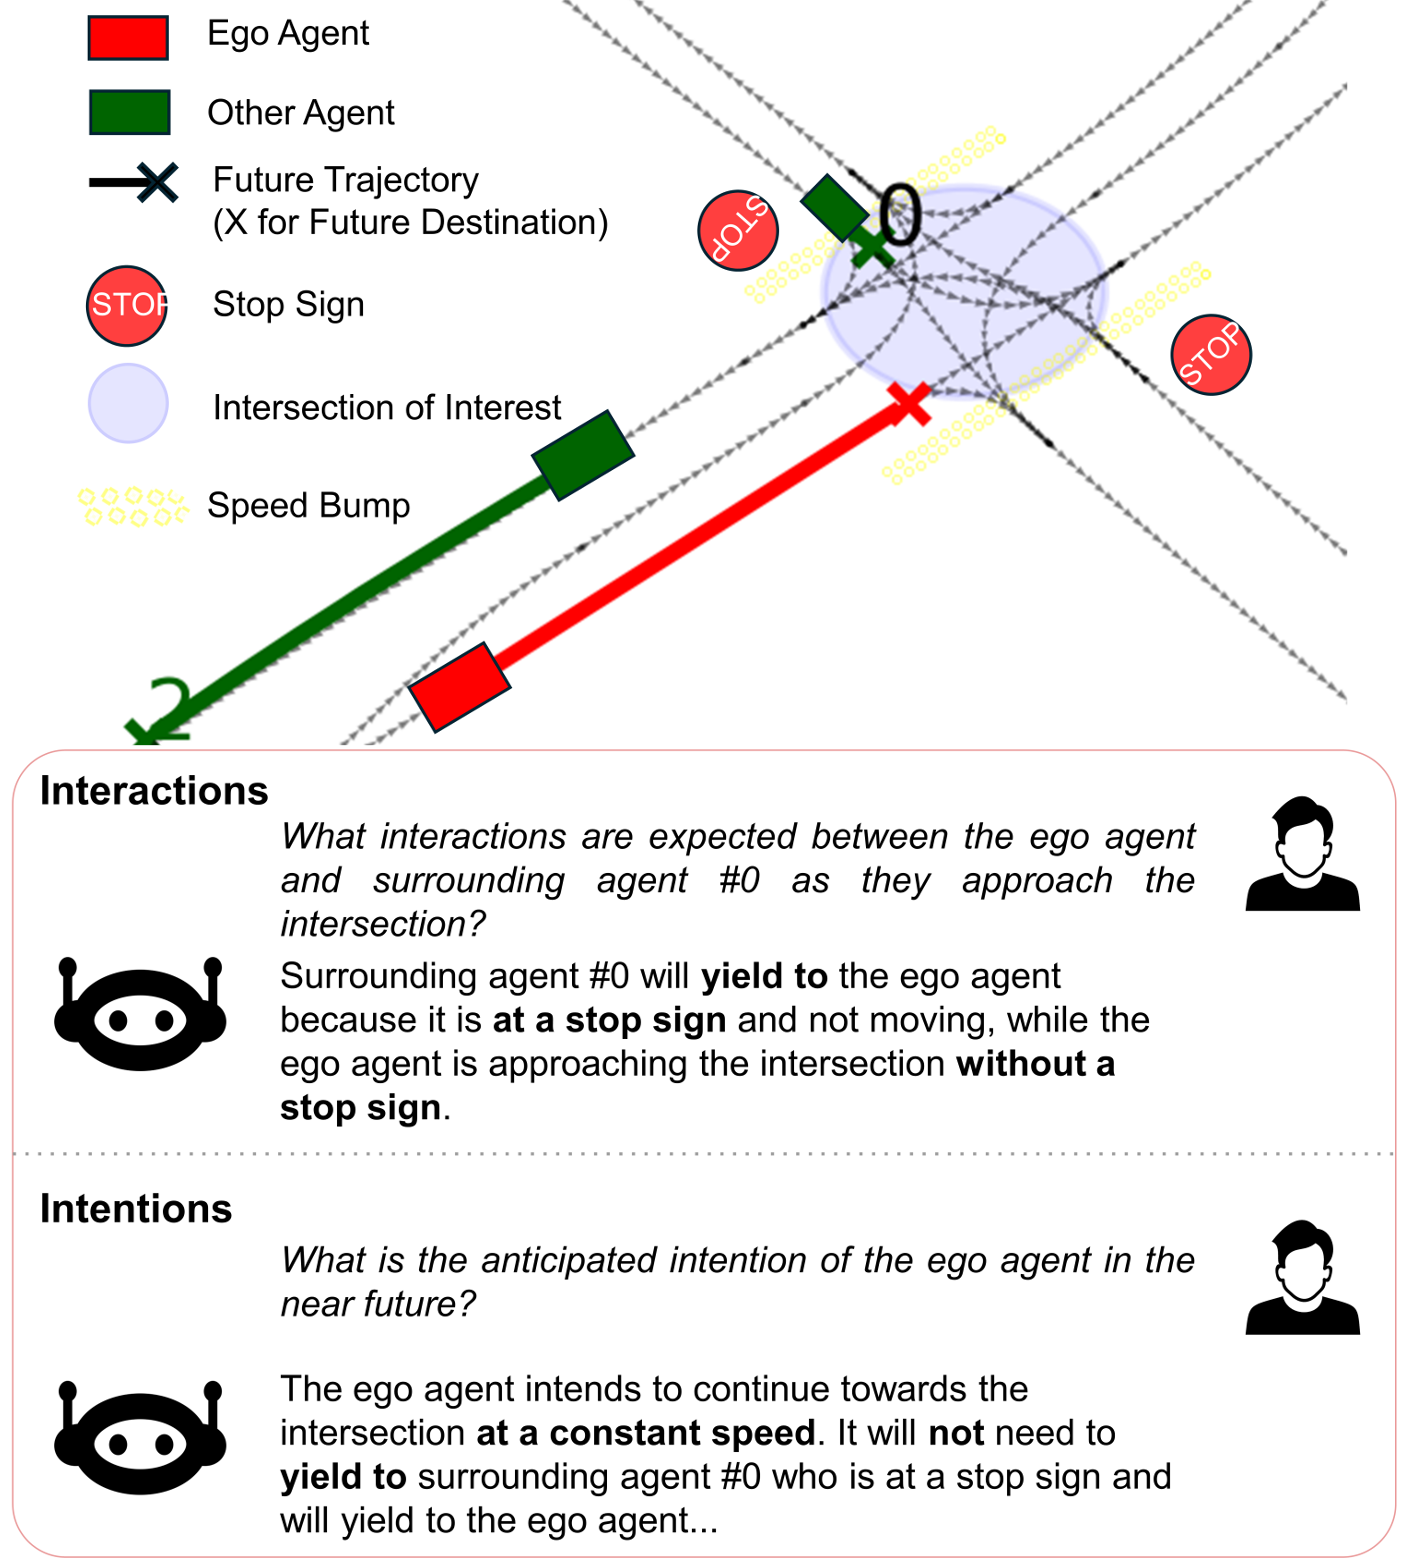 Ego Agent
Other Agent
Future Trajectory
(X for Future Destination)
STOP
Stop Sign
Intersection of Interest
Speed Bump
STOP
0
STOP
2
Interactions
What interactions are expected between the ego agent
and surrounding agent #0 as they approach the
intersection?
Surrounding agent #0 will yield to the ego agent
because it is at a stop sign and not moving, while the
ego agent is approaching the intersection without a
stop sign.
Intentions
What is the anticipated intention of the ego agent in the
near future?
The ego agent intends to continue towards the
intersection at a constant speed. It will not need to
yield to surrounding agent #0 who is at a stop sign and
will yield to the ego agent...